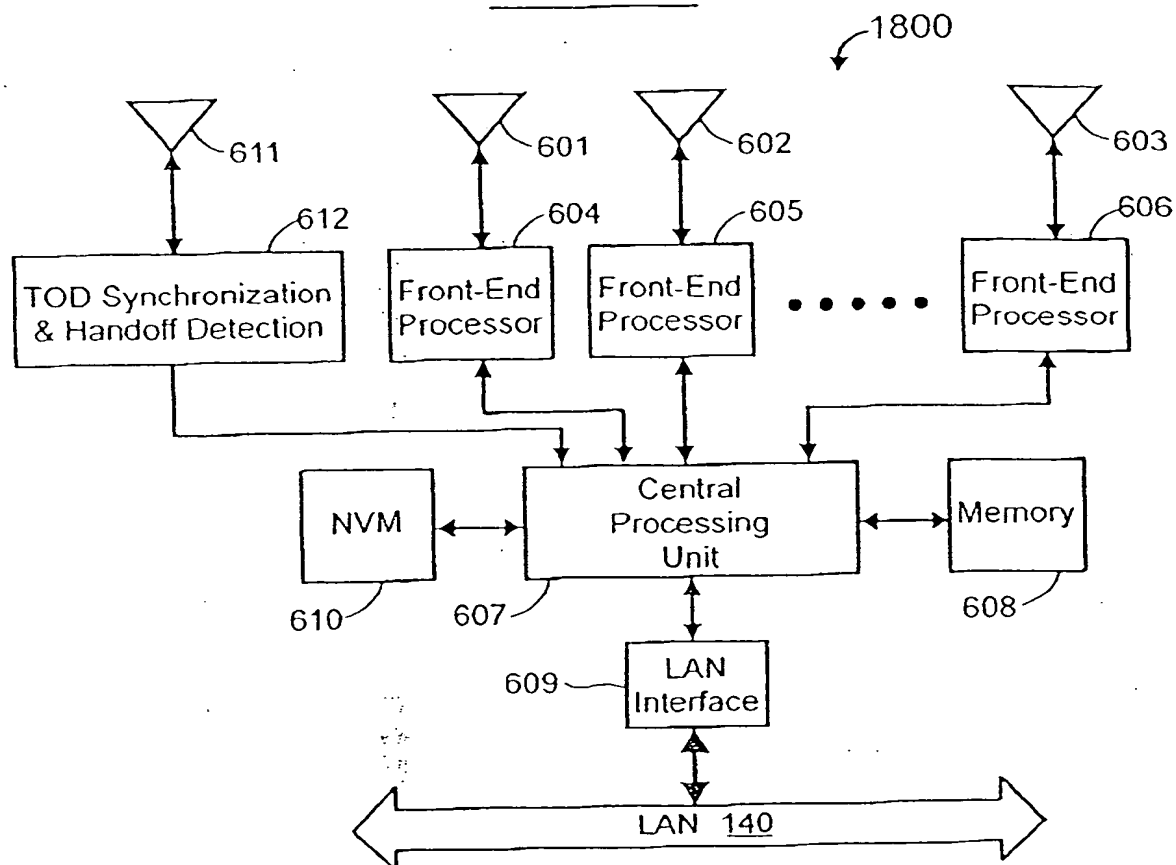 1800
611
601
602
603
612
604
605
606
TOD Synchronization
& Handoff Detection
Front-End
Processor
Front-End
Processor
Front-End
Processor
NVM
Central
Processing
Unit
Memory
610
607
608
609
LAN
Interface
LAN 140